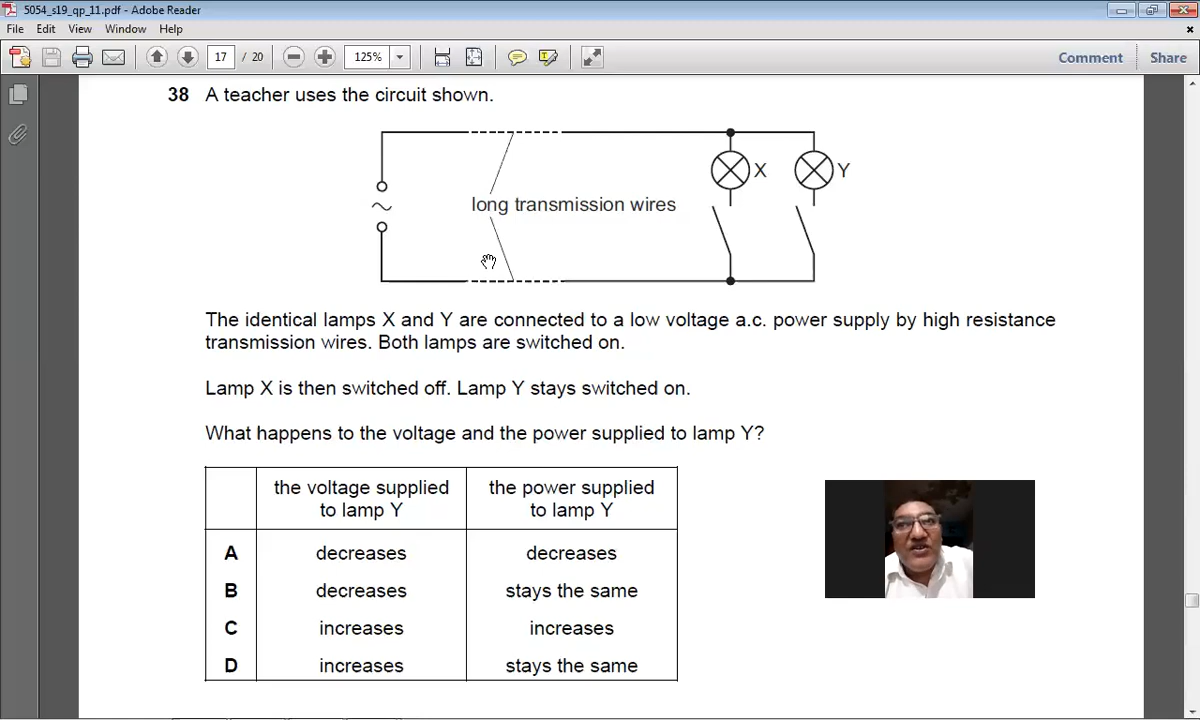 5054_s19_qp_11.pdf - Adobe Reader
File Edit View Window Help
17 / 20 125% Comment Share
38 A teacher uses the circuit shown.
X Y
long transmission wires
The identical lamps X and Y are connected to a low voltage a.c. power supply by high resistance
transmission wires. Both lamps are switched on.
Lamp X is then switched off. Lamp Y stays switched on.
What happens to the voltage and the power supplied to lamp Y?
the voltage supplied the power supplied
to lamp Y to lamp Y
A decreases decreases
B decreases stays the same
C increases increases
D increases stays the same